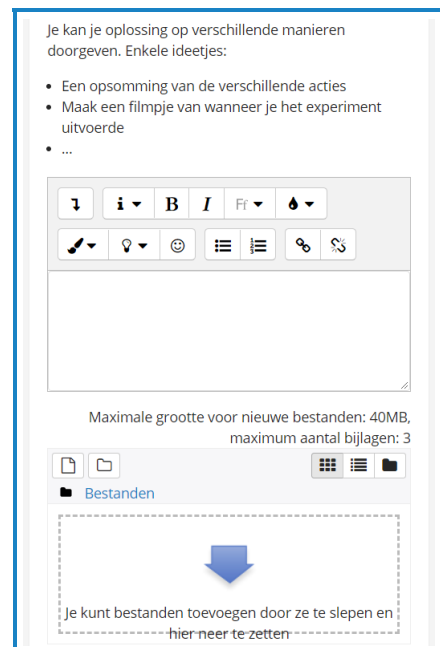 Je kan je oplossing op verschillende manieren
doorgeven. Enkele ideetjes:
• Een opsomming van de verschillende acties
• Maak een filmpje van wanneer je het experiment
uitvoerde
• ...
i B I Ff
Maximale grootte voor nieuwe bestanden: 40MB,
maximum aantal bijlagen: 3
Bestanden
Je kunt bestanden toevoegen door ze te slepen en
hier neer te zetten